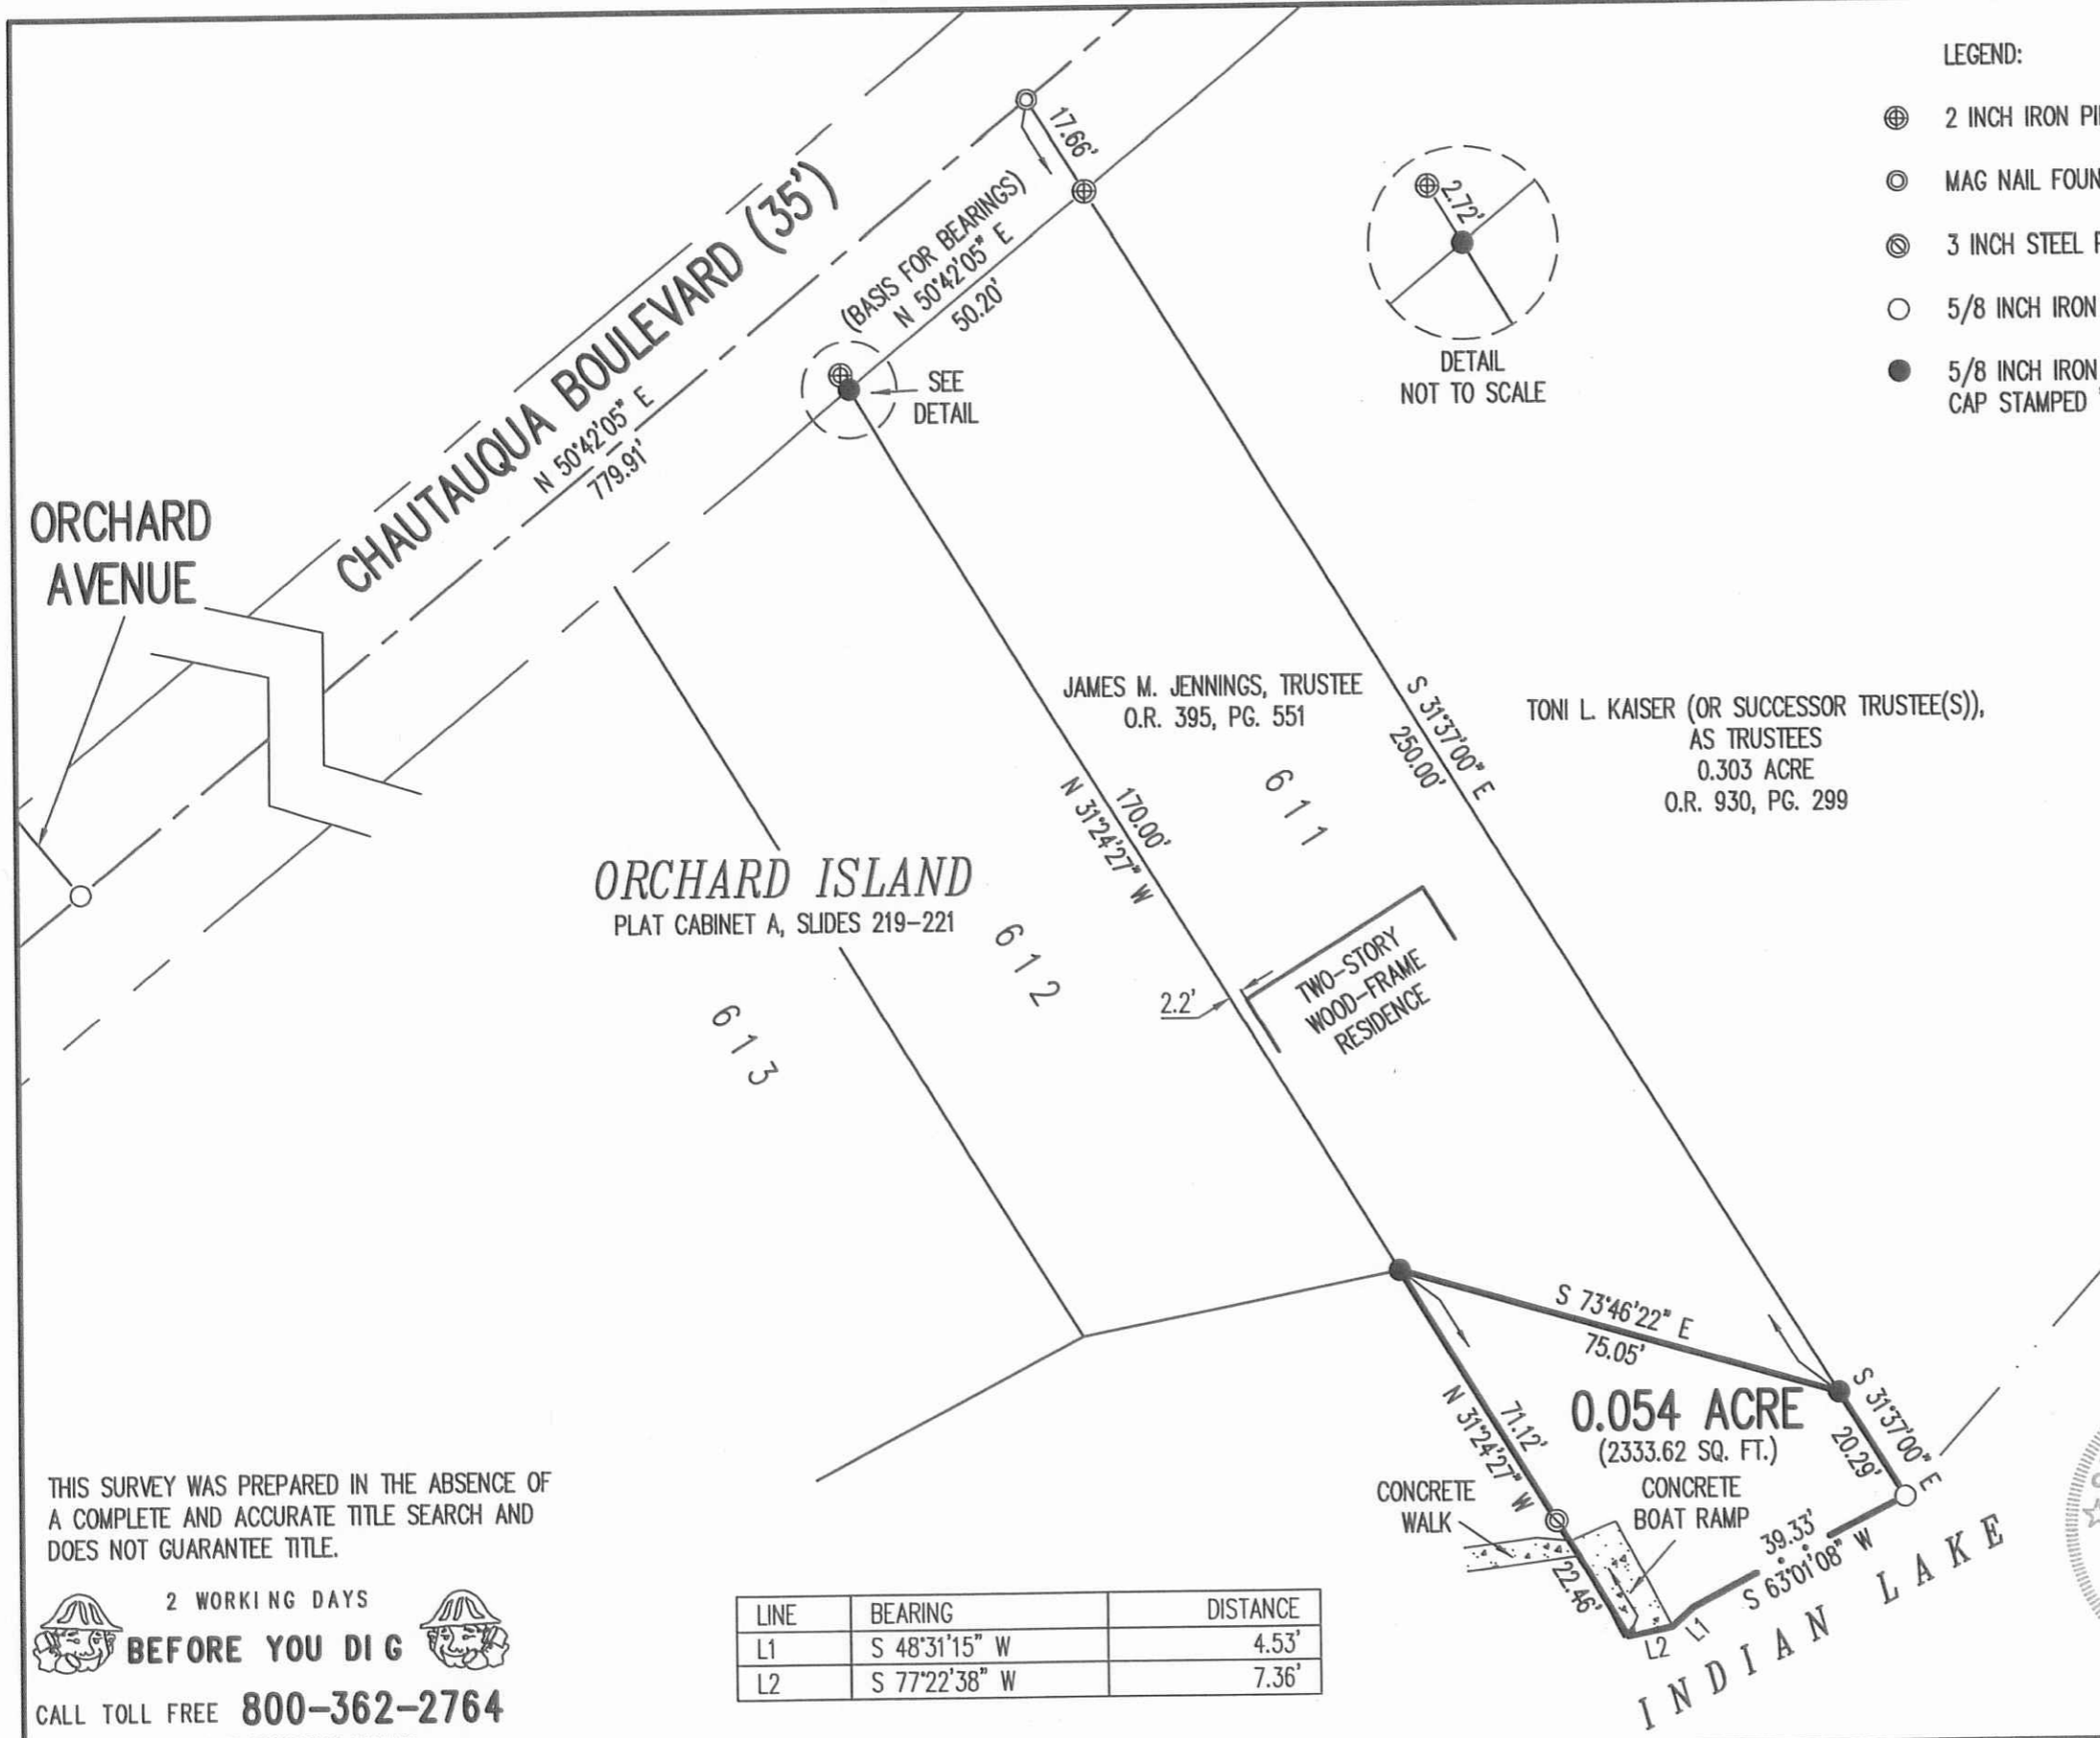 LEGEND:
2 INCH IRON
MAG NAIL
3 INCH STEEL
5/8 INCH IRON
5/8 INCH IRON
CAP STAMPED
17.66'
CHAUTAUQUA BOULEVARD (35')
N 50°42'05" E
779.91'
(BASIS FOR BEARINGS)
N 50°42'05" E
50.20'
SEE
DETAIL
2.72'
DETAIL
NOT TO SCALE
ORCHARD
AVENUE
JAMES M. JENNINGS, TRUSTEE
O.R. 395, PG. 551
S 31°37'00" E
250.00'
TONI L. KAISER (OR SUCCESSOR TRUSTEE(S)),
AS TRUSTEES
0.303 ACRE
O.R. 930, PG. 299
170.00'
N 31°24'27" W
611
ORCHARD ISLAND
PLAT CABINET A, SLIDES 219-221
612
613
2.2'
TWO-STORY
WOOD-FRAME
RESIDENCE
S 73°46'22" E
75.05'
71.12'
N 31°24'27" W
0.054 ACRE
(2333.62 SQ. FT.)
S 31°37'00" E
20.29'
CONCRETE
WALK
CONCRETE
BOAT RAMP
22.46'
39.33'
S 63°01'08" W
L2
L1
INDIAN LAKE
THIS SURVEY WAS PREPARED IN THE ABSENCE OF
A COMPLETE AND ACCURATE TITLE SEARCH AND
DOES NOT GUARANTEE TITLE.
2 WORKING DAYS
BEFORE YOU DIG
CALL TOLL FREE 800-362-2764
LINE BEARING DISTANCE
L1 S 48°31'15" W 4.53'
L2 S 77°22'38" W 7.36'